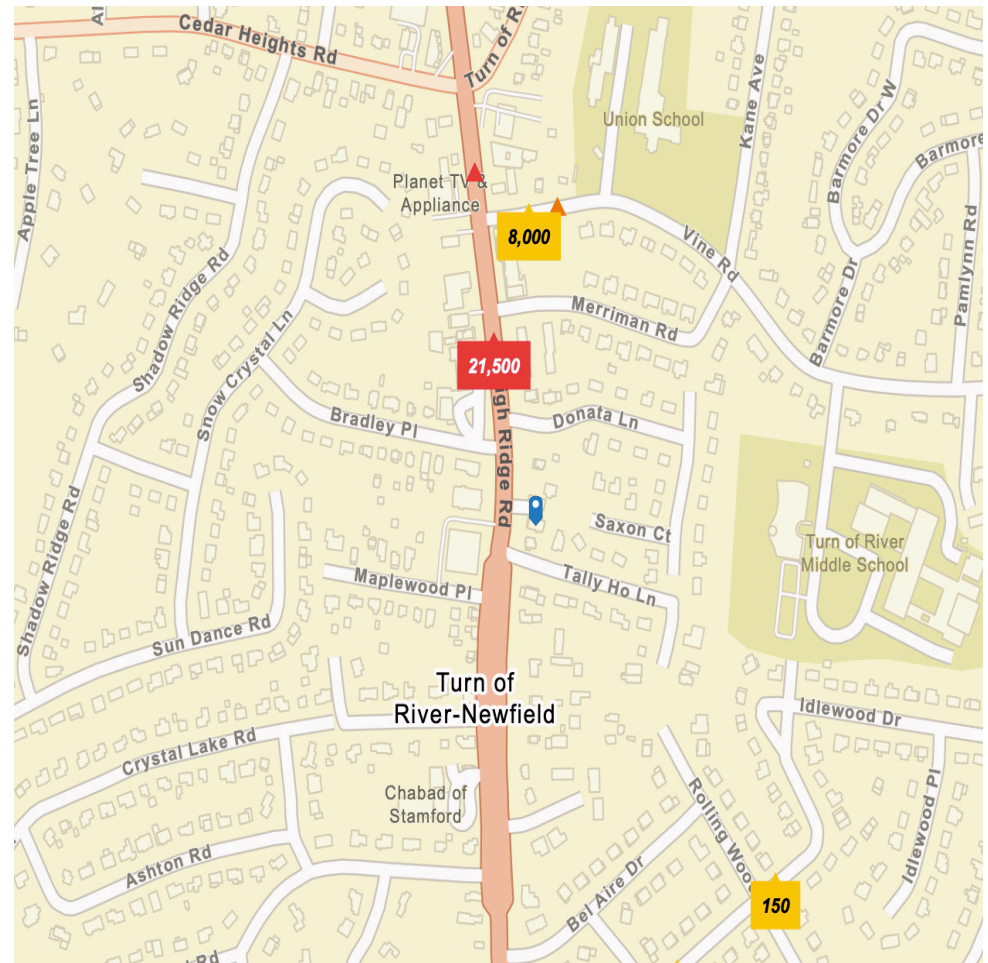 Cedar Heights Rd
Turn of R
Apple Tree Ln
Union School
Kane Ave
Barmore Dr W
Barmore
Planet TV &
Appliance
8,000
Vine Rd
Pamlynn Rd
Shadow Ridge Rd
Merriman Rd
Barmore Dr
Snow Crystal Ln
21,500
Bradley Pl
igh Ridge Rd
Donata Ln
Shadow Ridge Rd
Saxon Ct
Turn of River
Middle School
Maplewood Pl
Tally Ho Ln
Sun Dance Rd
Turn of
River-Newfield
Idlewood Dr
Crystal Lake Rd
Chabad of
Stamford
Rolling Woo
Idlewood Pl
Ashton Rd
Bel Aire Dr
150
Rd